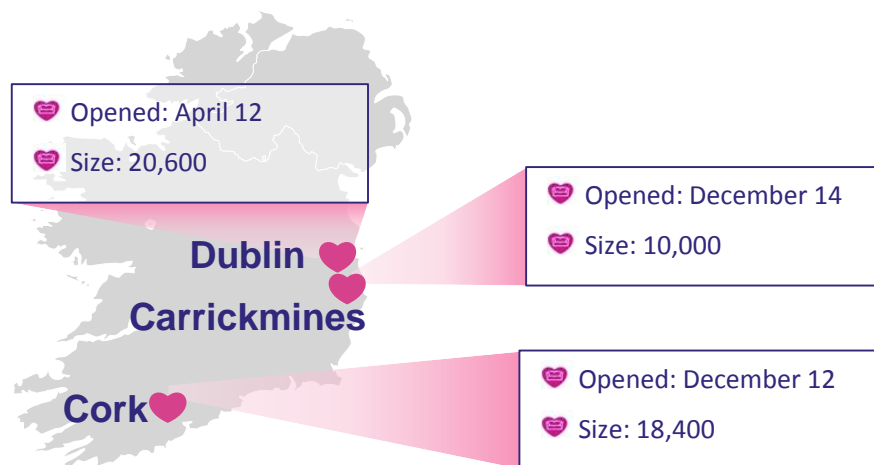 Opened: April 12
Size: 20,600
Opened: December 14
Size: 10,000
Dublin
Carrickmines
Opened: December 12
Size: 18,400
Cork